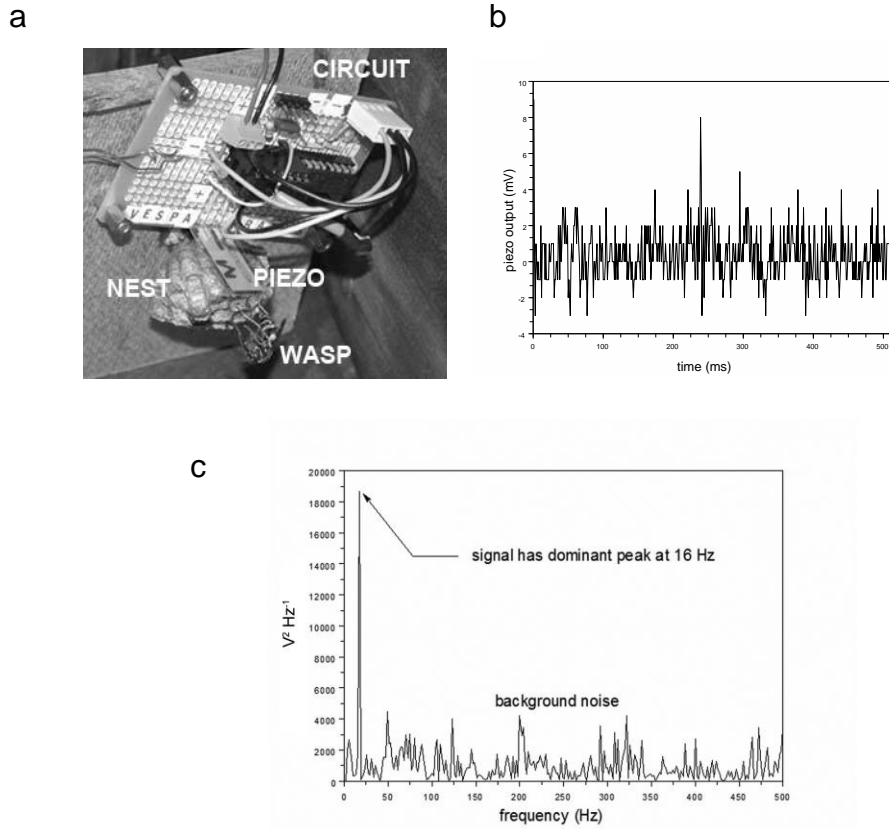 a
CIRCUIT
VESPA
+
NEST
PIEZO
WASP
b
piezo output (mV)
10
8
6
4
2
0
-2
-4
0
100
200
300
400
500
time (ms)
c
V² Hz⁻¹
20000
18000
16000
14000
12000
10000
8000
6000
4000
2000
0
signal has dominant peak at 16 Hz
background noise
0
50
100
150
200
250
300
350
400
450
500
frequency (Hz)